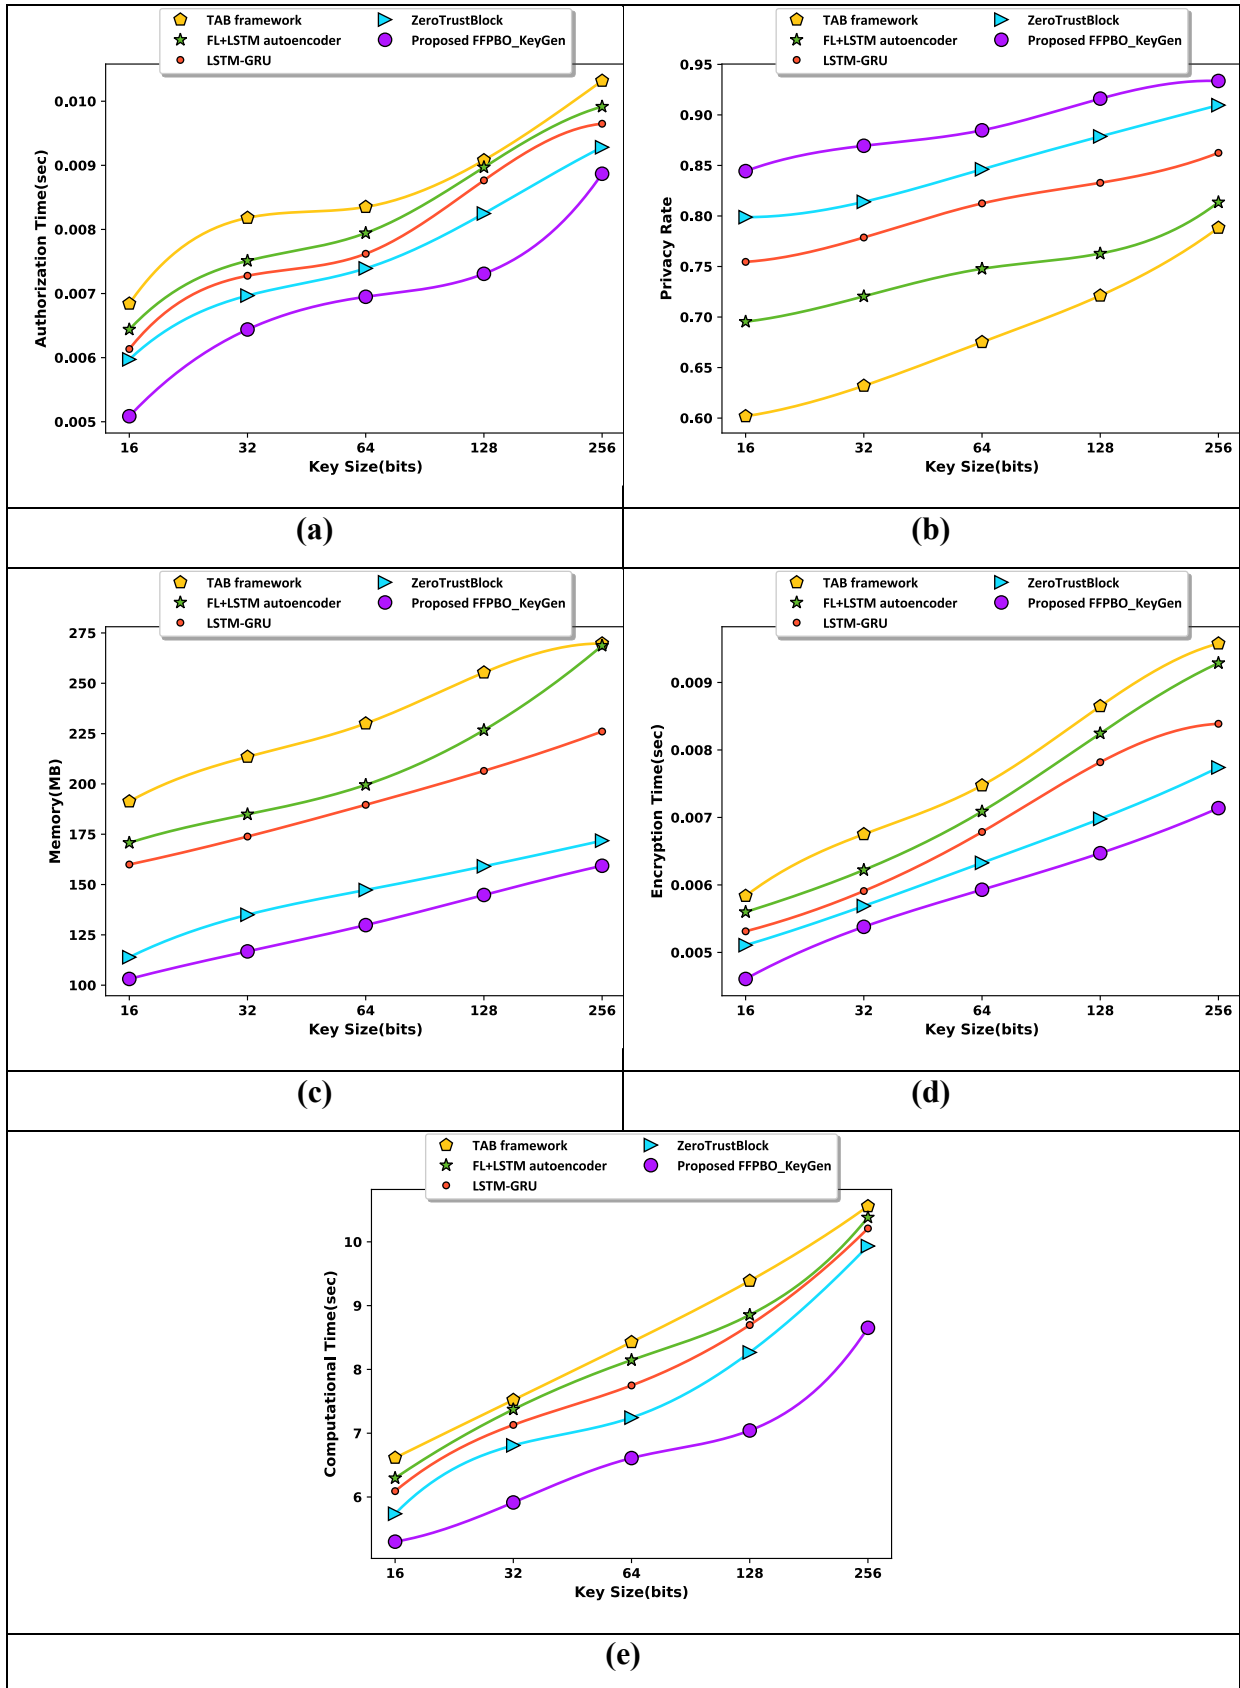 TAB framework
FL+LSTM autoencoder
LSTM-GRU
ZeroTrustBlock
Proposed FFPBO_KeyGen
Authorization Time(sec)
0.010
0.009
0.008
0.007
0.006
0.005
16 32 64 128 256
Key Size(bits)
(a)
TAB framework
FL+LSTM autoencoder
LSTM-GRU
ZeroTrustBlock
Proposed FFPBO_KeyGen
Privacy Rate
0.95
0.90
0.85
0.80
0.75
0.70
0.65
0.60
16 32 64 128 256
Key Size(bits)
(b)
TAB framework
FL+LSTM autoencoder
LSTM-GRU
ZeroTrustBlock
Proposed FFPBO_KeyGen
Memory(MB)
275
250
225
200
175
150
125
100
16 32 64 128 256
Key Size(bits)
(c)
TAB framework
FL+LSTM autoencoder
LSTM-GRU
ZeroTrustBlock
Proposed FFPBO_KeyGen
Encryption Time(sec)
0.009
0.008
0.007
0.006
0.005
16 32 64 128 256
Key Size(bits)
(d)
TAB framework
FL+LSTM autoencoder
LSTM-GRU
ZeroTrustBlock
Proposed FFPBO_KeyGen
Computational Time(sec)
10
9
8
7
6
16 32 64 128 256
Key Size(bits)
(e)